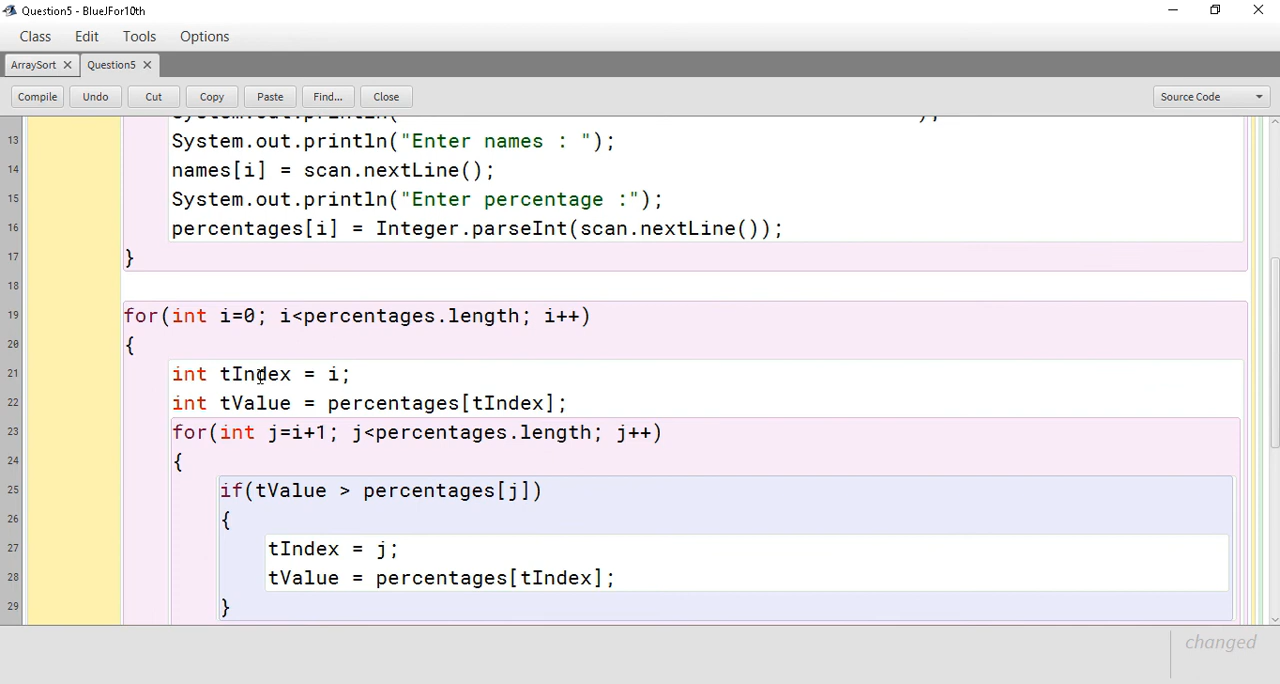 Question5 - BlueJFor10th
Class Edit Tools Options
ArraySort Question5
Compile Undo Cut Copy Paste Find... Close Source Code
13 System.out.println("Enter names : ");
14 names[i] = scan.nextLine();
15 System.out.println("Enter percentage :");
16 percentages[i] = Integer.parseInt(scan.nextLine());
17 }
18
19 for(int i=0; i<percentages.length; i++)
20 {
21 int tIndex = i;
22 int tValue = percentages[tIndex];
23 for(int j=i+1; j<percentages.length; j++)
24 {
25 if(tValue > percentages[j])
26 {
27 tIndex = j;
28 tValue = percentages[tIndex];
29 }
changed